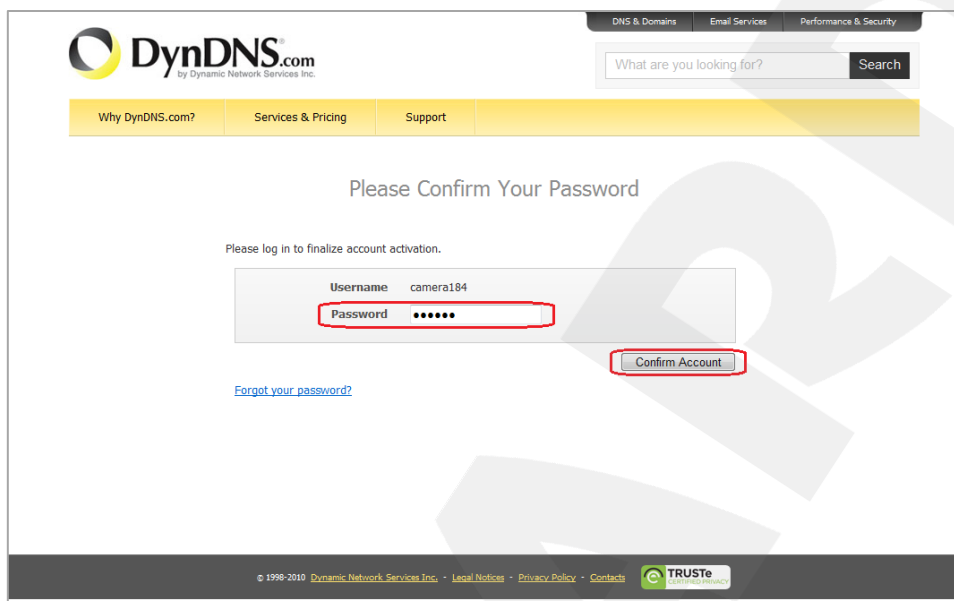 DNS & Domains Email Services Performance & Security
DynDNS.com
by Dynamic Network Services Inc.
What are you looking for? Search
Why DynDNS.com? Services & Pricing Support
Please Confirm Your Password
Please log in to finalize account activation.
Username camera184
Password ••••••
Confirm Account
Forgot your password?
© 1998-2010 Dynamic Network Services Inc. - Legal Notices - Privacy Policy - Contacts
TRUSTe
CERTIFIED PRIVACY